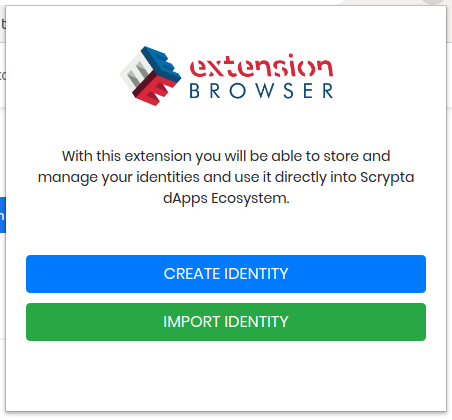 extension
BROWSER
With this extension you will be able to store and
manage your identities and use it directly into Scrypta
dApps Ecosystem.
CREATE IDENTITY
IMPORT IDENTITY